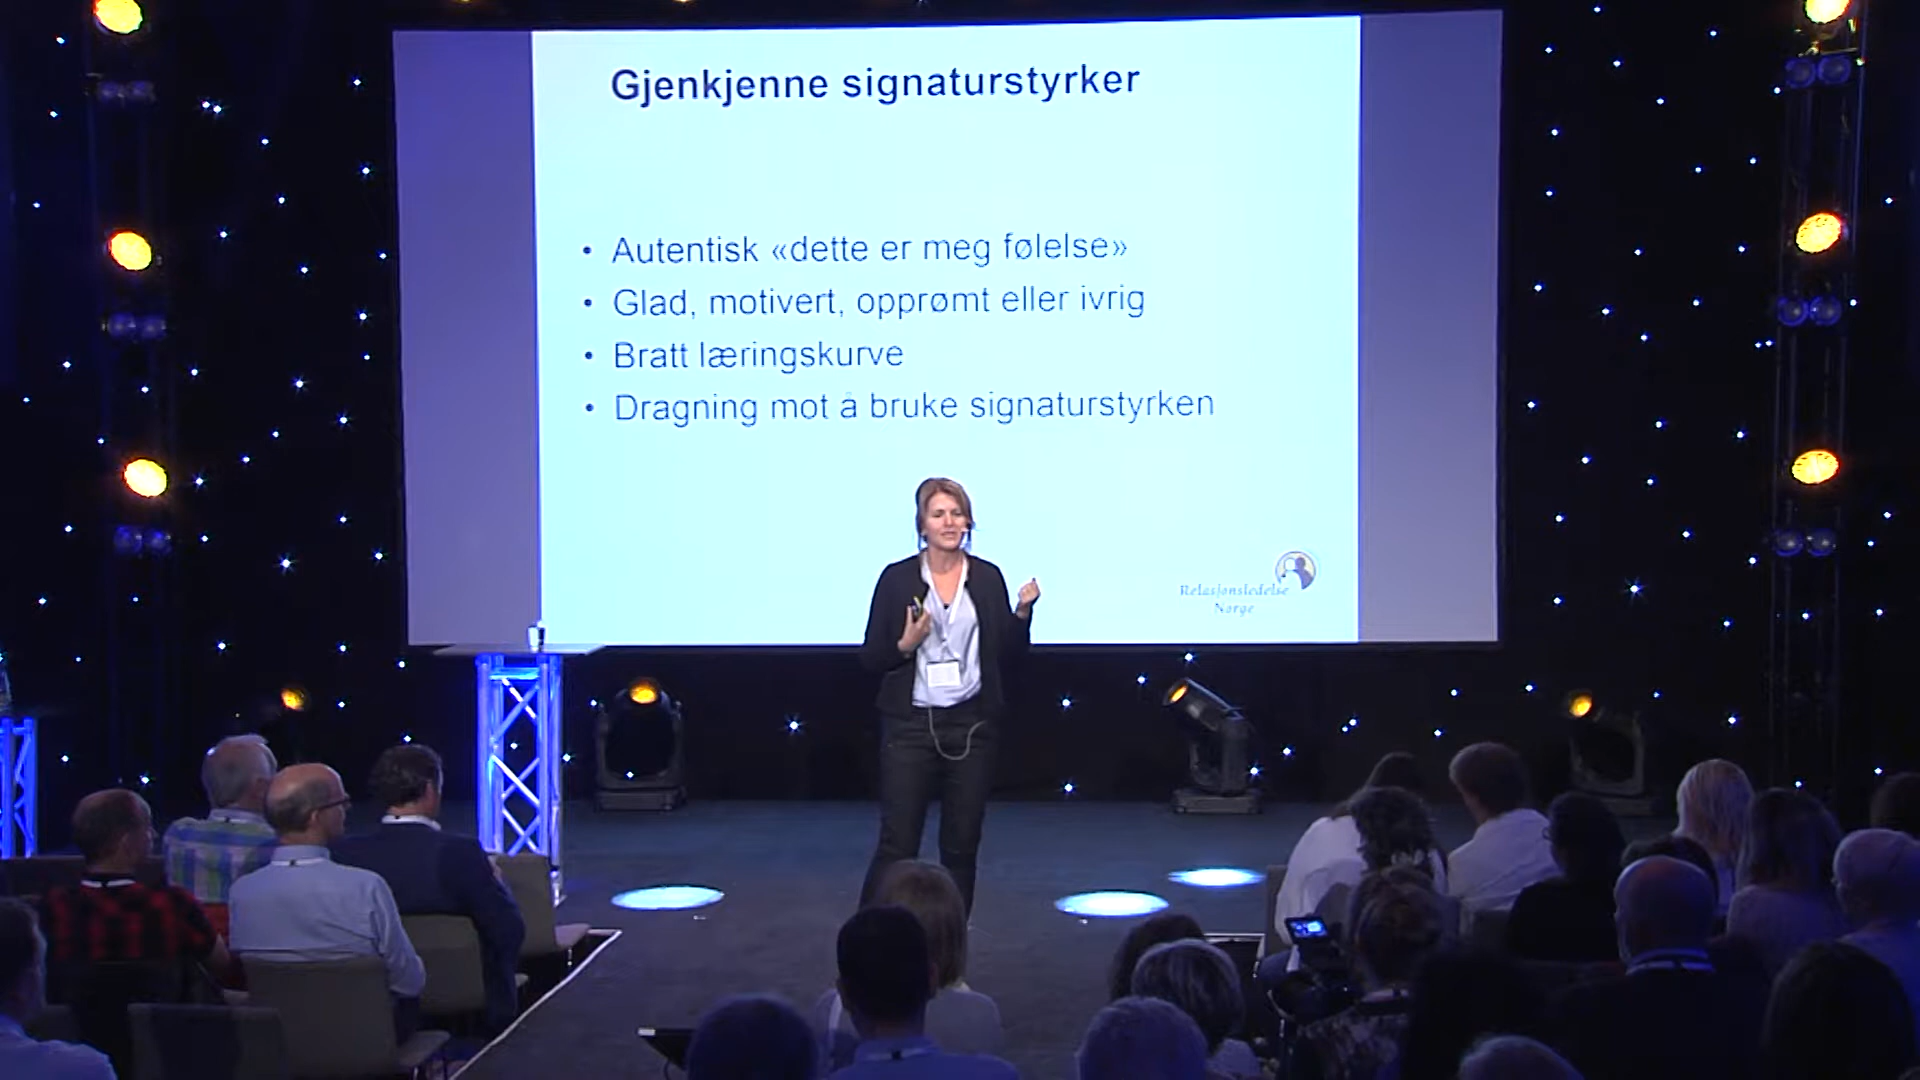 Gjenkjenne signaturstyrker
• Autentisk «dette er meg følelse»
• Glad, motivert, opprømt eller ivrig
• Bratt læringskurve
• Dragning mot å bruke signaturstyrken
Relasjonsledelse
Norge